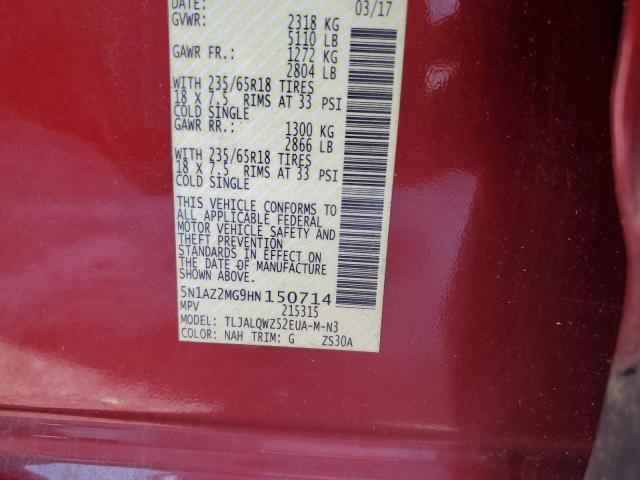 DATE: 03/17
GVWR: 2318 KG
5110 LB
GAWR FR.: 1272 KG
2804 LB
WITH 235/65R18 TIRES
18 X 7.5 RIMS AT 33 PSI
COLD SINGLE
GAWR RR.: 1300 KG
2866 LB
WITH 235/65R18 TIRES
18 X 7.5 RIMS AT 33 PSI
COLD SINGLE
THIS VEHICLE CONFORMS TO
ALL APPLICABLE FEDERAL
MOTOR VEHICLE SAFETY AND
THEFT PREVENTION
STANDARDS IN EFFECT ON
THE DATE OF MANUFACTURE
SHOWN ABOVE.
5N1AZ2MG9HN150714
MPV 215315
MODEL: TLJALQWZ52EUA-M-N3
COLOR: NAH TRIM: G ZS30A